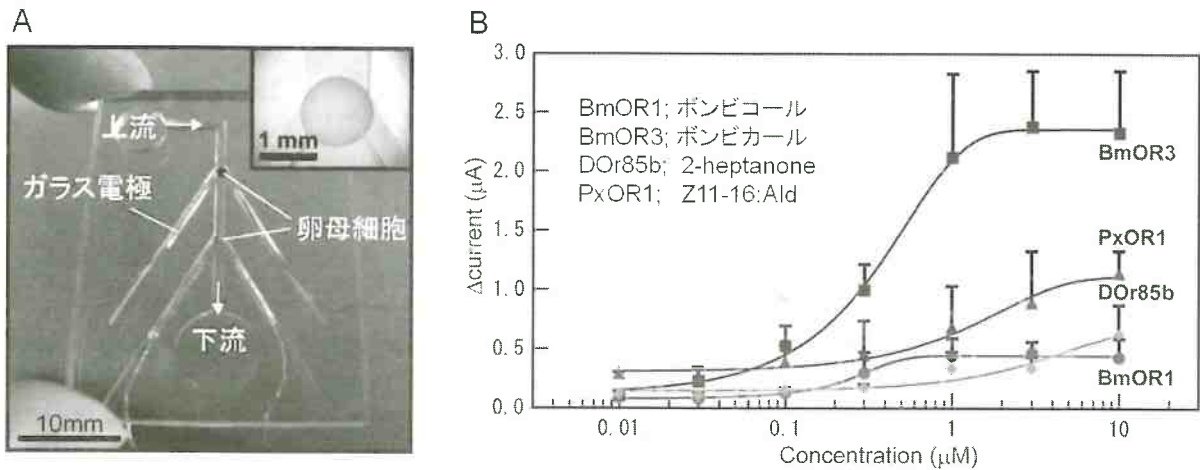 A
上流
1 mm
ガラス電極
卵母細胞
下流
10mm
B
3.0
2.5
2.0
1.5
1.0
0.5
0.0
Δcurrent (μA)
BmOR1; ボンビコール
BmOR3; ボンビカール
DOr85b; 2-heptanone
PxOR1; Z11-16:Ald
BmOR3
PxOR1
DOr85b
BmOR1
0.01 0.1 1 10
Concentration (μM)